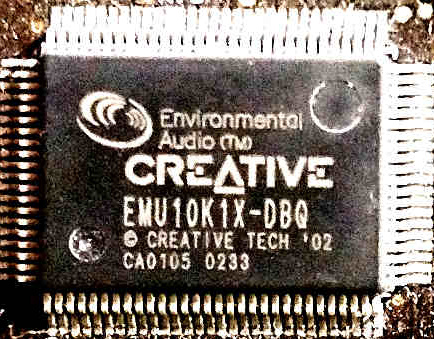 Environmental
Audio (TM)
CREATIVE
EMU10K1X-DBQ
© CREATIVE TECH '02
CA0105 0233